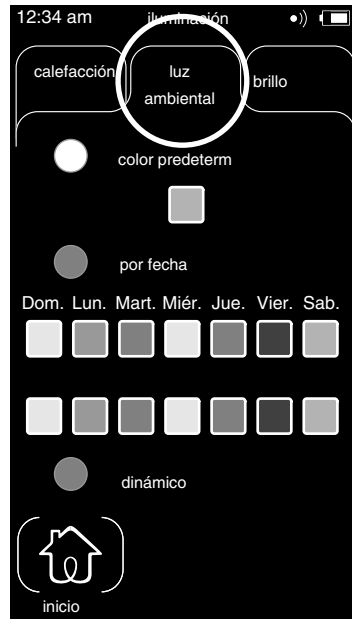 12:34 am iluminación
calefacción
luz
ambiental
brillo
color predeterm
por fecha
Dom. Lun. Mart. Miér. Jue. Vier. Sab.
dinámico
inicio